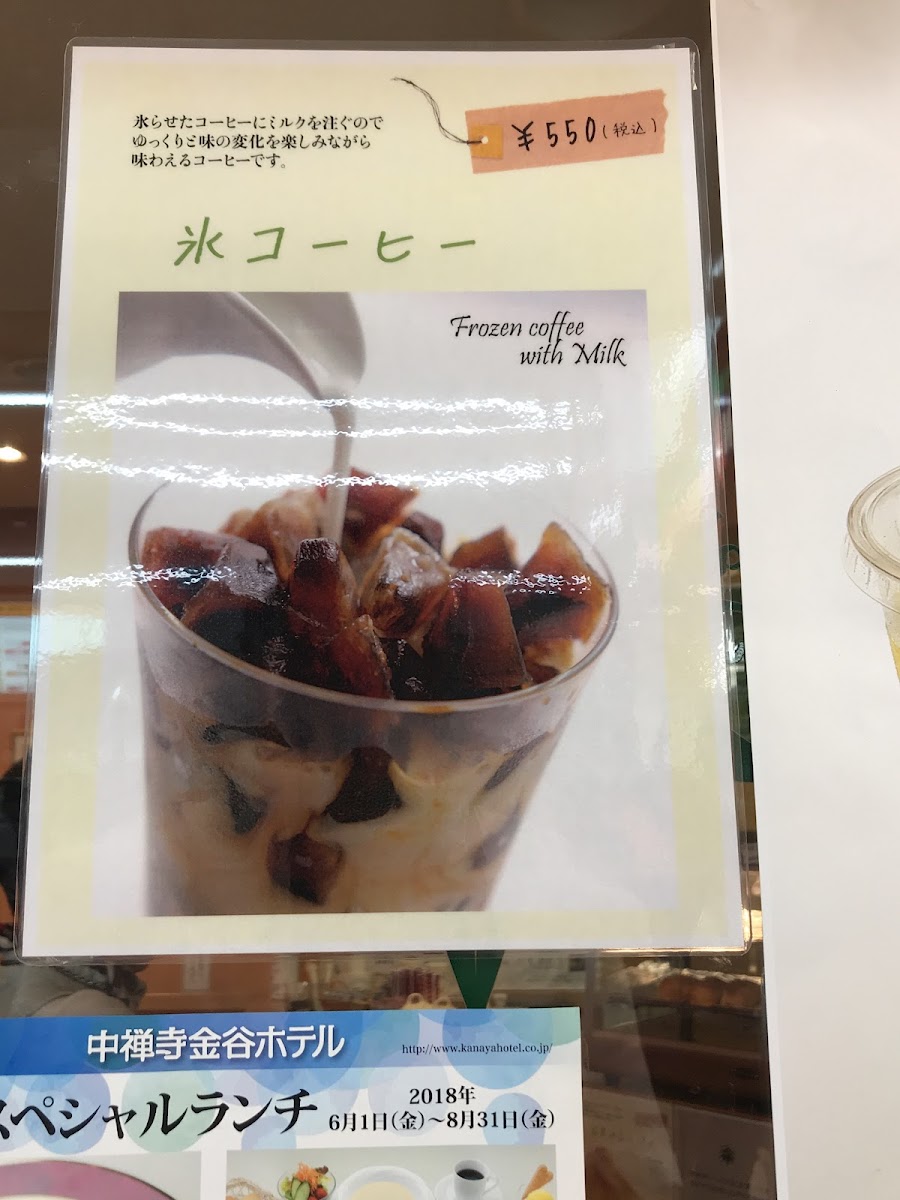 氷らせたコーヒーにミルクを注ぐので
ゆっくりと味の変化を楽しみながら
味わえるコーヒーです。
¥550(税込)
氷コーヒー
Frozen coffee
with Milk
中禅寺金谷ホテル
http://www.kanayahotel.co.jp/
スペシャルランチ
2018年
6月1日(金)〜8月31日(金)